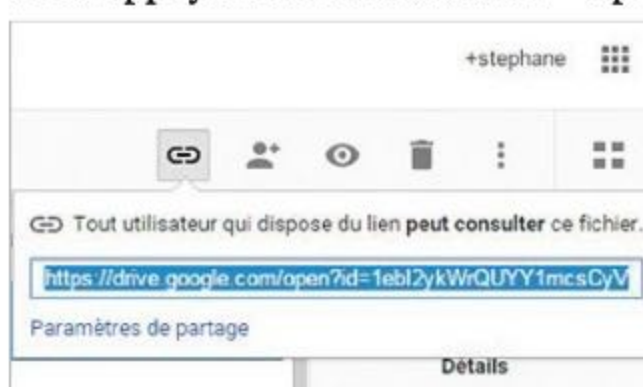 +stephane
Tout utilisateur qui dispose du lien peut consulter ce fichier.
https://drive.google.com/open?id=1ebI2ykWrQUYY1mcsCyV
Paramètres de partage
Détails